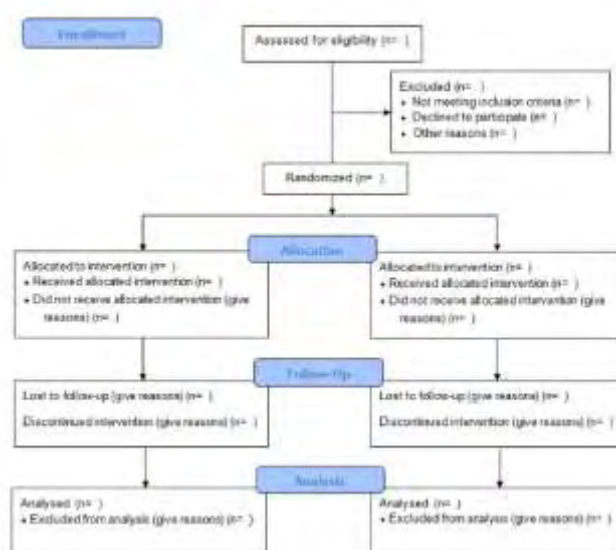 Enrollment
Assessed for eligibility (n= )
Excluded (n= )
• Not meeting inclusion criteria (n= )
• Declined to participate (n= )
• Other reasons (n= )
Randomized (n= )
Allocation
Allocated to intervention (n= )
• Received allocated intervention (n= )
• Did not receive allocated intervention (give
reasons) (n= )
Allocated to intervention (n= )
• Received allocated intervention (n= )
• Did not receive allocated intervention (give
reasons) (n= )
Follow-Up
Lost to follow-up (give reasons) (n= )
Discontinued intervention (give reasons) (n= )
Lost to follow-up (give reasons) (n= )
Discontinued intervention (give reasons) (n= )
Analysis
Analysed (n= )
• Excluded from analysis (give reasons) (n= )
Analysed (n= )
• Excluded from analysis (give reasons) (n= )